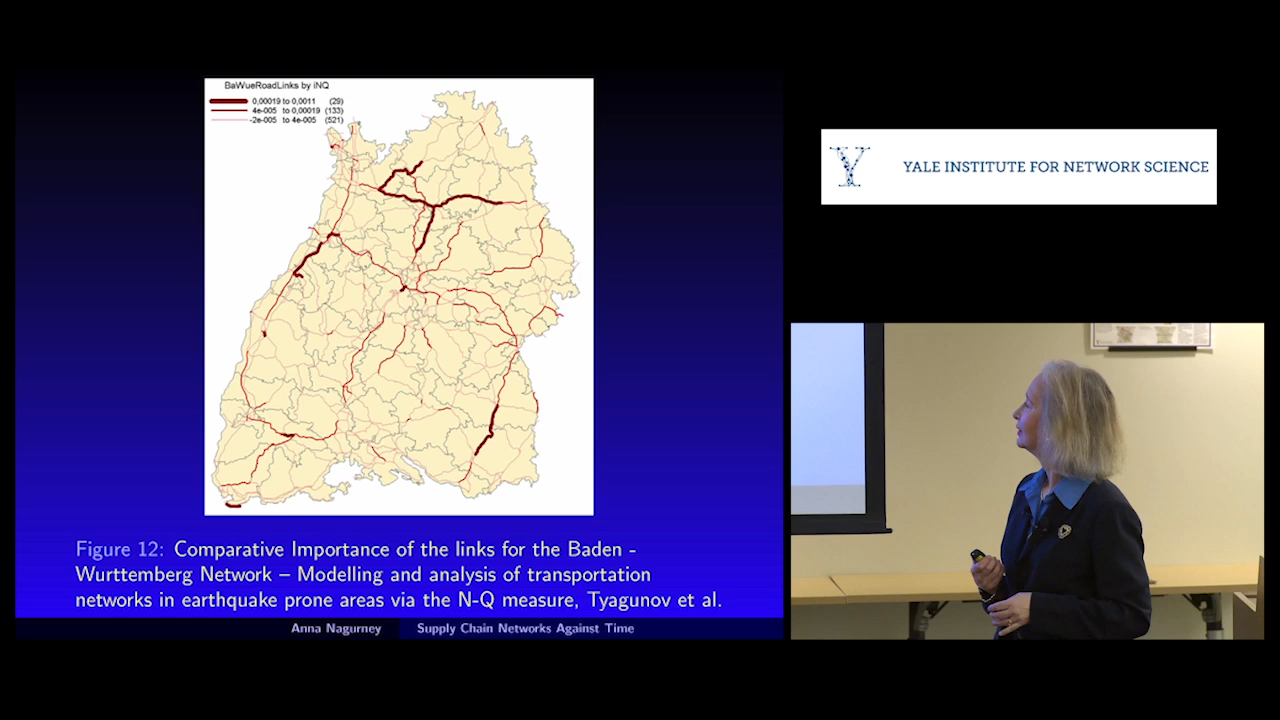 BaWueRoadLinks by iNQ
0,00019 to 0,0011 (29)
4e-005 to 0,00019 (133)
-2e-005 to 4e-005 (521)
Figure 12: Comparative Importance of the links for the Baden -
Wurttemberg Network – Modelling and analysis of transportation
networks in earthquake prone areas via the N-Q measure, Tyagunov et al.
Anna Nagurney Supply Chain Networks Against Time
Y YALE INSTITUTE FOR NETWORK SCIENCE